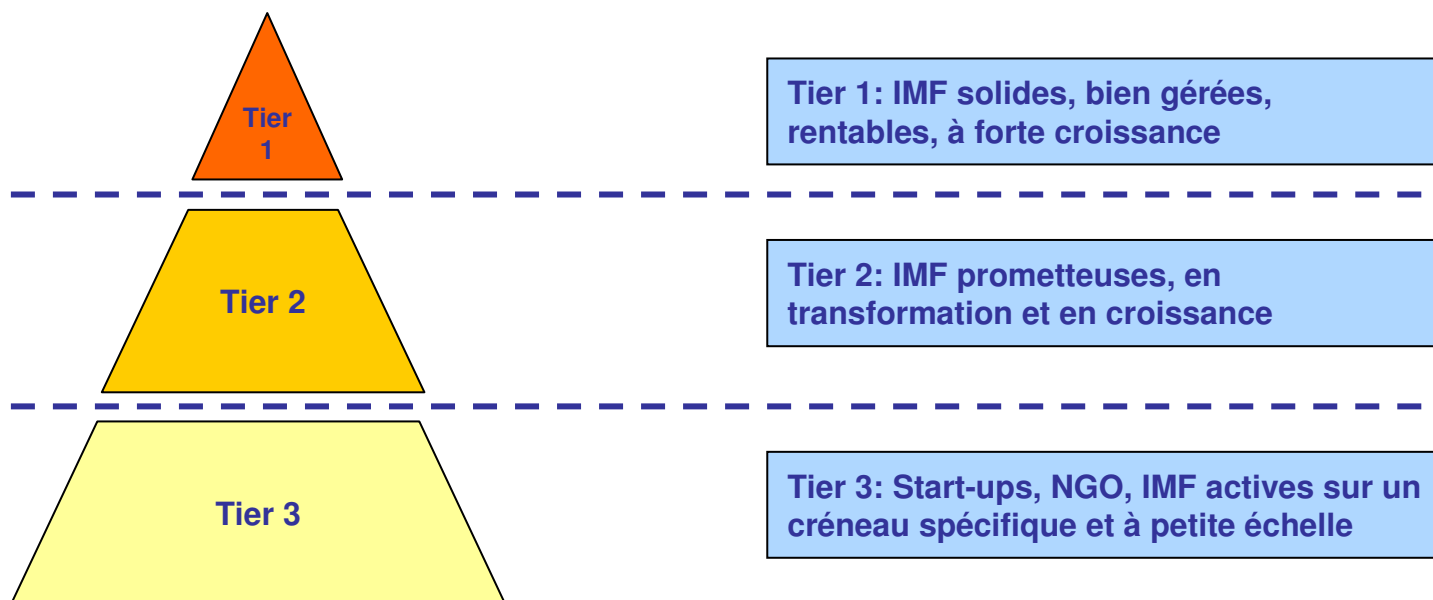 Tier
1
Tier 1: IMF solides, bien gérées,
rentables, à forte croissance
Tier 2
Tier 2: IMF prometteuses, en
transformation et en croissance
Tier 3
Tier 3: Start-ups, NGO, IMF actives sur un
créneau spécifique et à petite échelle